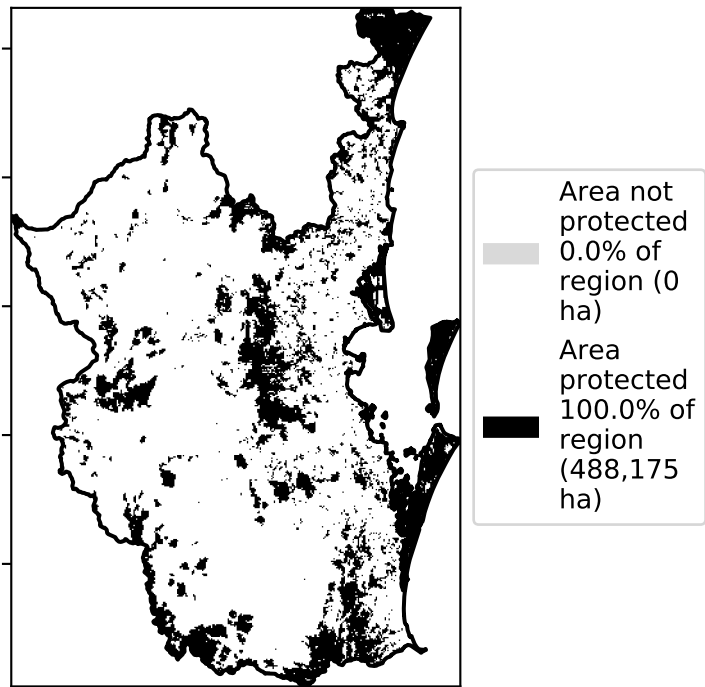 Area not
protected
0.0% of
region (0
ha)
Area
protected
100.0% of
region
(488,175
ha)